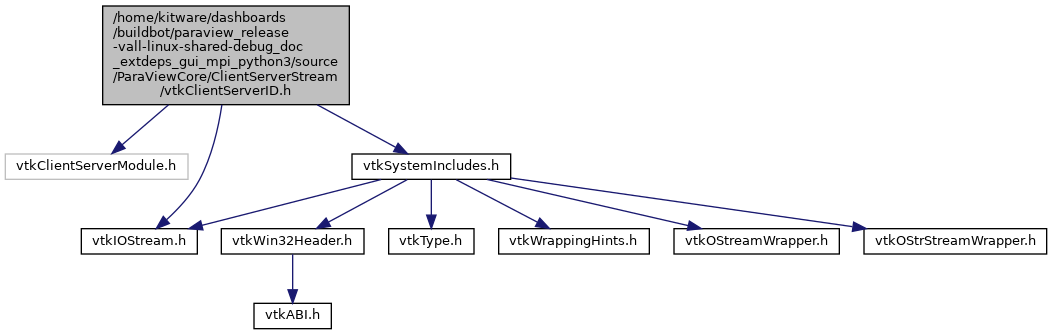 /home/kitware/dashboards
/buildbot/paraview_release
-vall-linux-shared-debug_doc
_extdeps_gui_mpi_python3/source
/ParaViewCore/ClientServerStream
/vtkClientServerID.h
vtkClientServerModule.h
vtkSystemIncludes.h
vtkIOStream.h
vtkWin32Header.h
vtkType.h
vtkWrappingHints.h
vtkOStreamWrapper.h
vtkOStrStreamWrapper.h
vtkABI.h